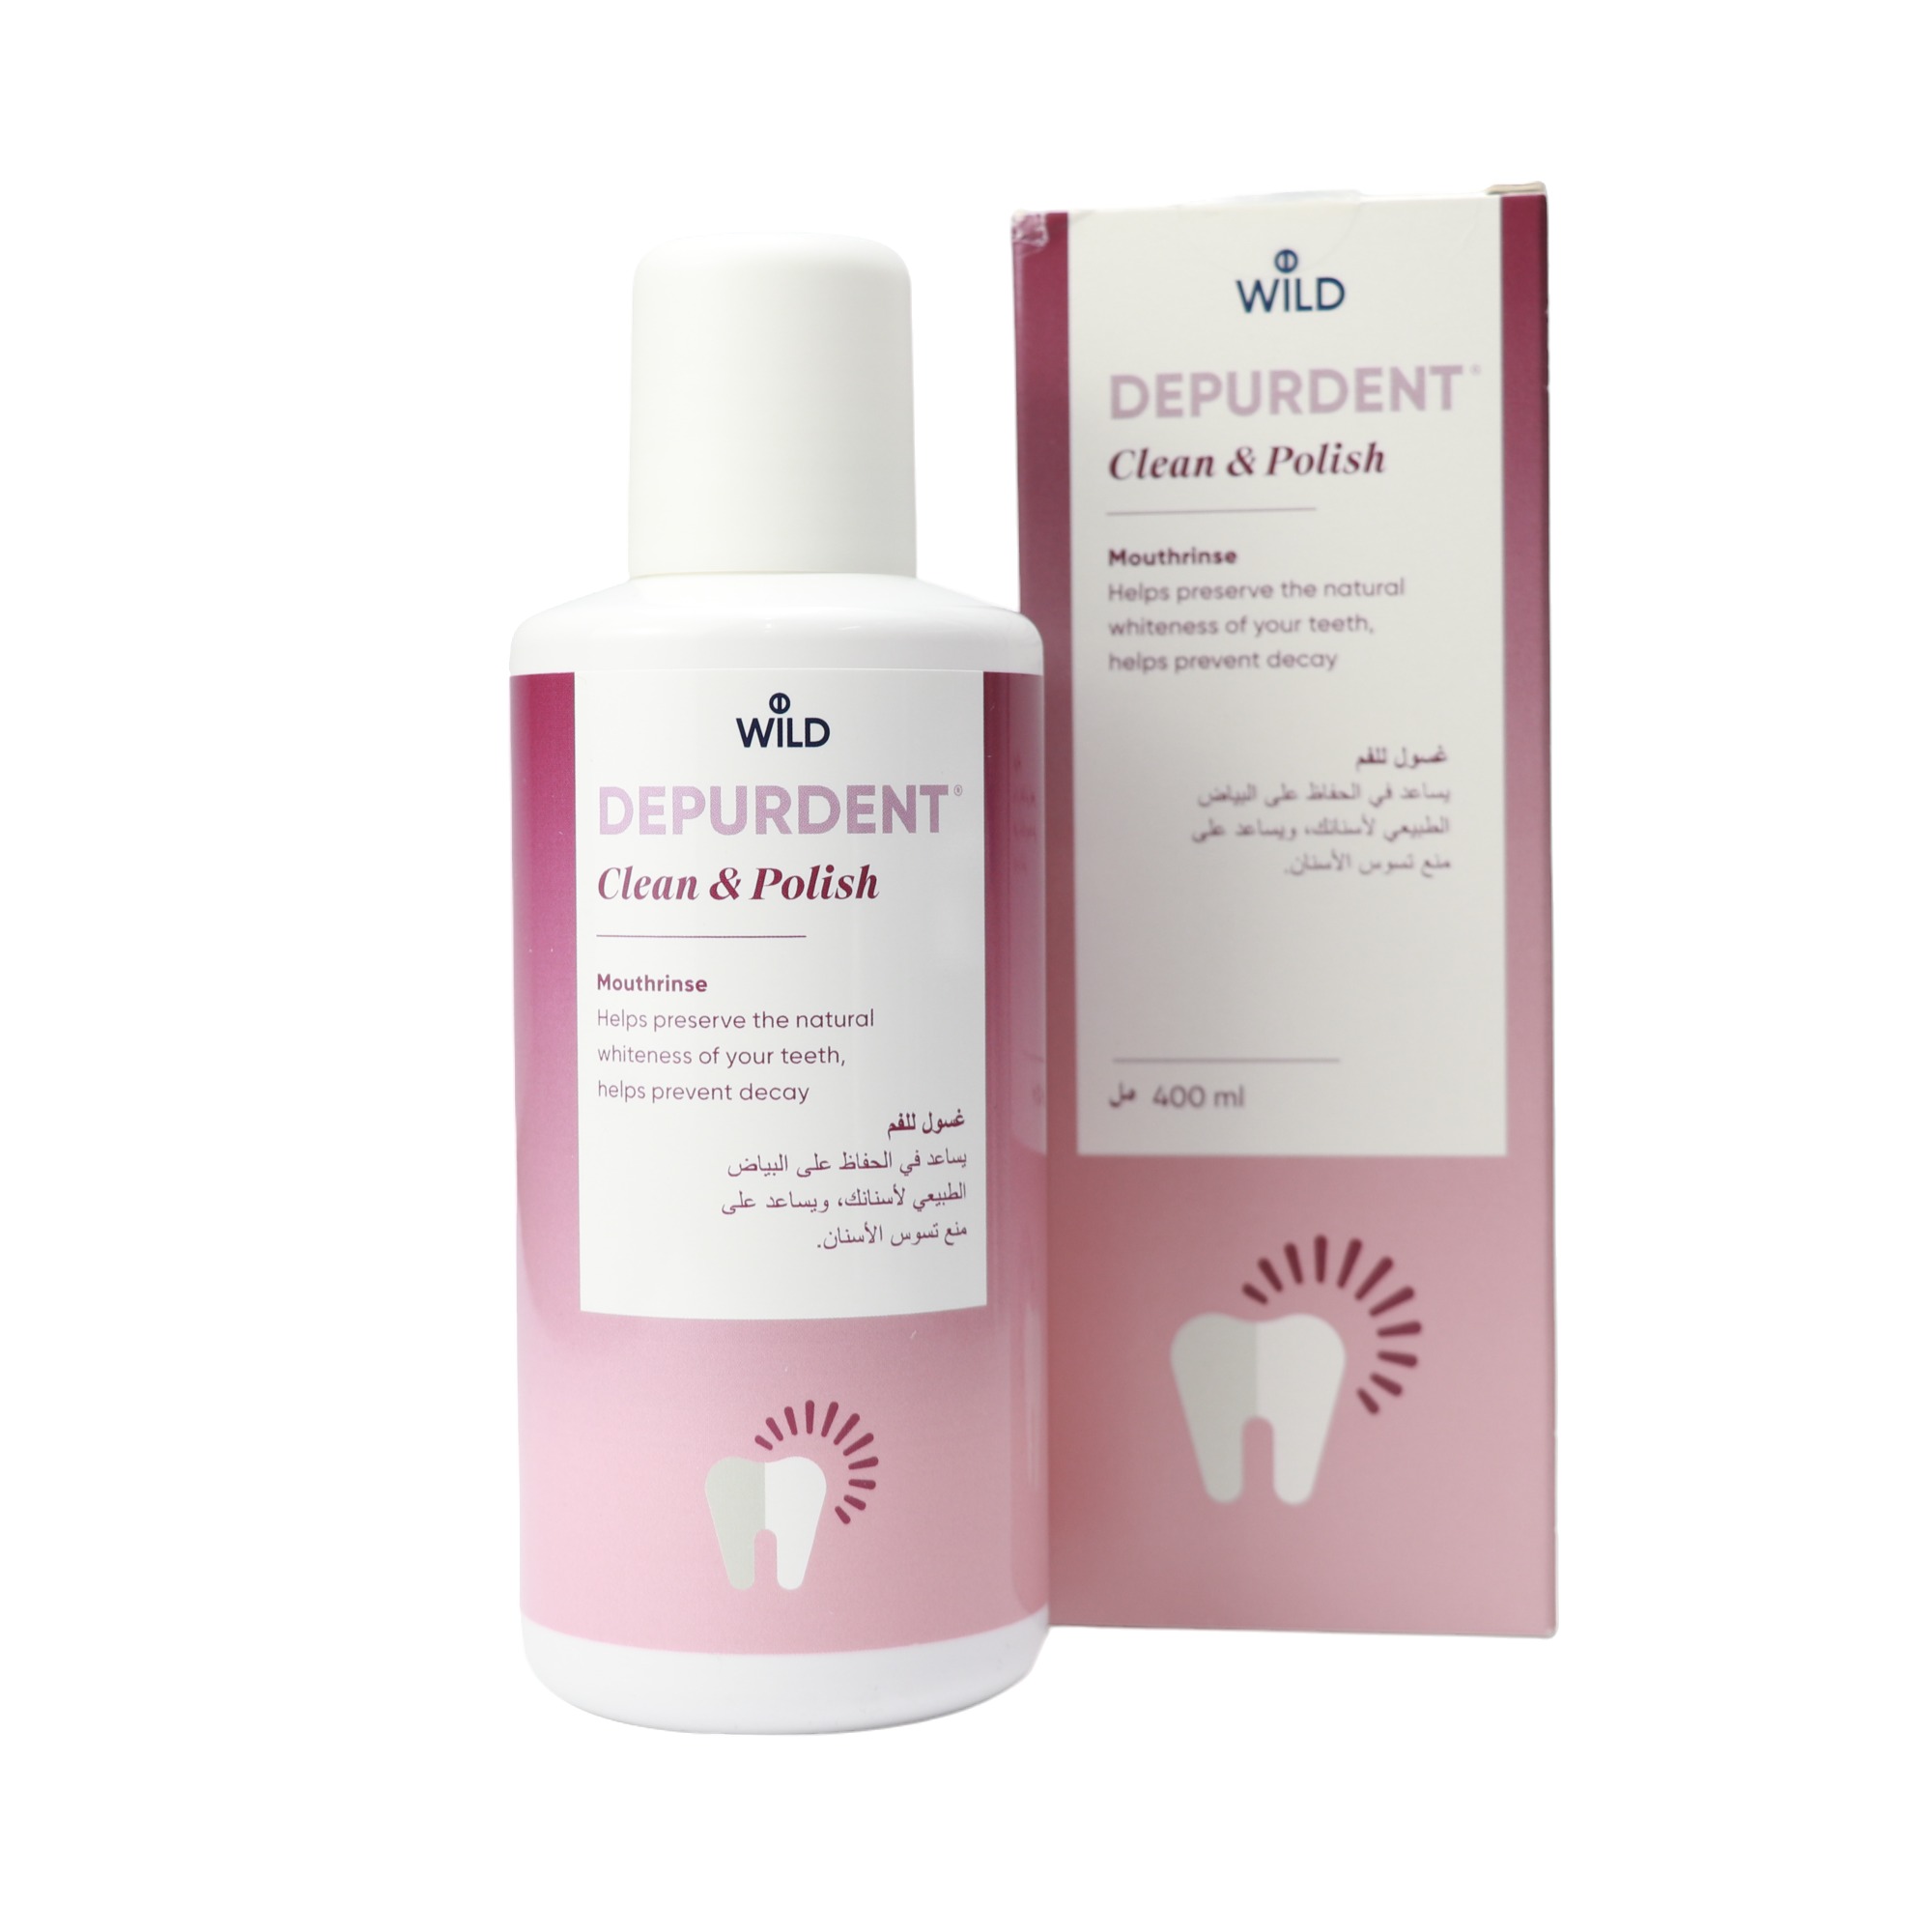 WILD
DEPURDENT®
Clean & Polish
Mouthrinse
Helps preserve the natural
whiteness of your teeth,
helps prevent decay
غسول للفم
يساعد في الحفاظ على البياض
الطبيعي لأسنانك، ويساعد على
منع تسوس الأسنان.
WILD
DEPURDENT®
Clean & Polish
Mouthrinse
Helps preserve the natural
whiteness of your teeth,
helps prevent decay
غسول للفم
يساعد في الحفاظ على البياض
الطبيعي لأسنانك، ويساعد على
منع تسوس الأسنان.
400 ml مل